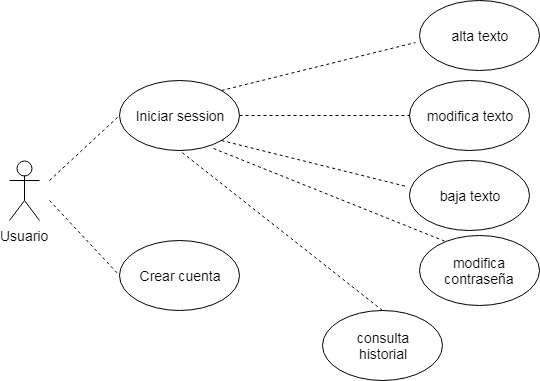 alta texto
Iniciar session
modifica texto
baja texto
Usuario
Crear cuenta
modifica
contraseña
consulta
historial